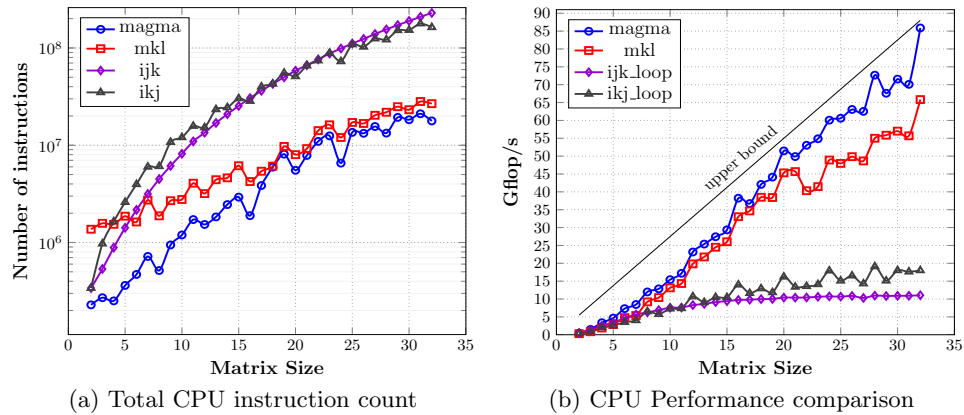 magma
mkl
ijk
ikj
Number of instructions
10^8
10^7
10^6
0 5 10 15 20 25 30 35
Matrix Size
(a) Total CPU instruction count
magma
mkl
ijk_loop
ikj_loop
upper bound
Gflop/s
90
85
80
75
70
65
60
55
50
45
40
35
30
25
20
15
10
5
0
0 5 10 15 20 25 30 35
Matrix Size
(b) CPU Performance comparison